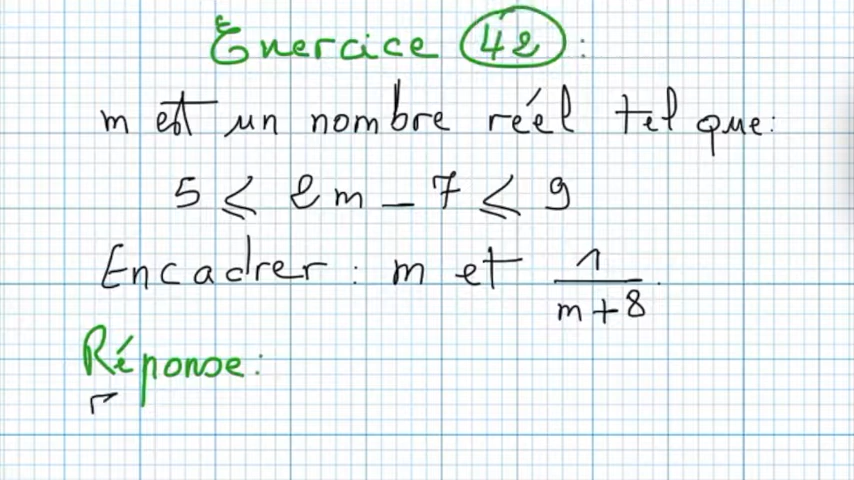 Exercice 42 :
m est un nombre réel tel que :
5 ⩽ 2m - 7 ⩽ 9
Encadrer : m et 1/(m+8).
Réponse :